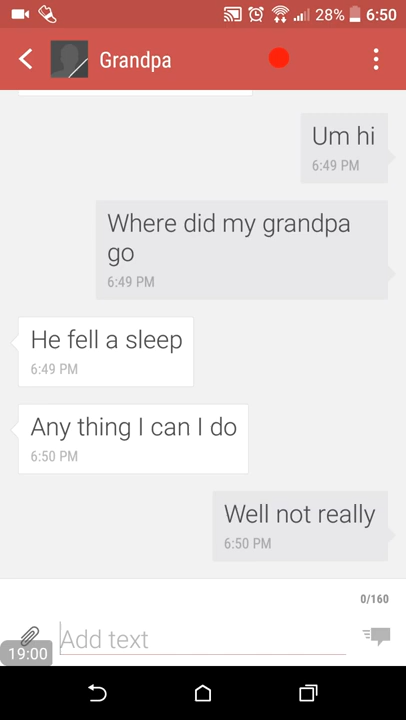 28% 6:50
Grandpa
Um hi
6:49 PM
Where did my grandpa
go
6:49 PM
He fell a sleep
6:49 PM
Any thing I can I do
6:50 PM
Well not really
6:50 PM
0/160
Add text
19:00